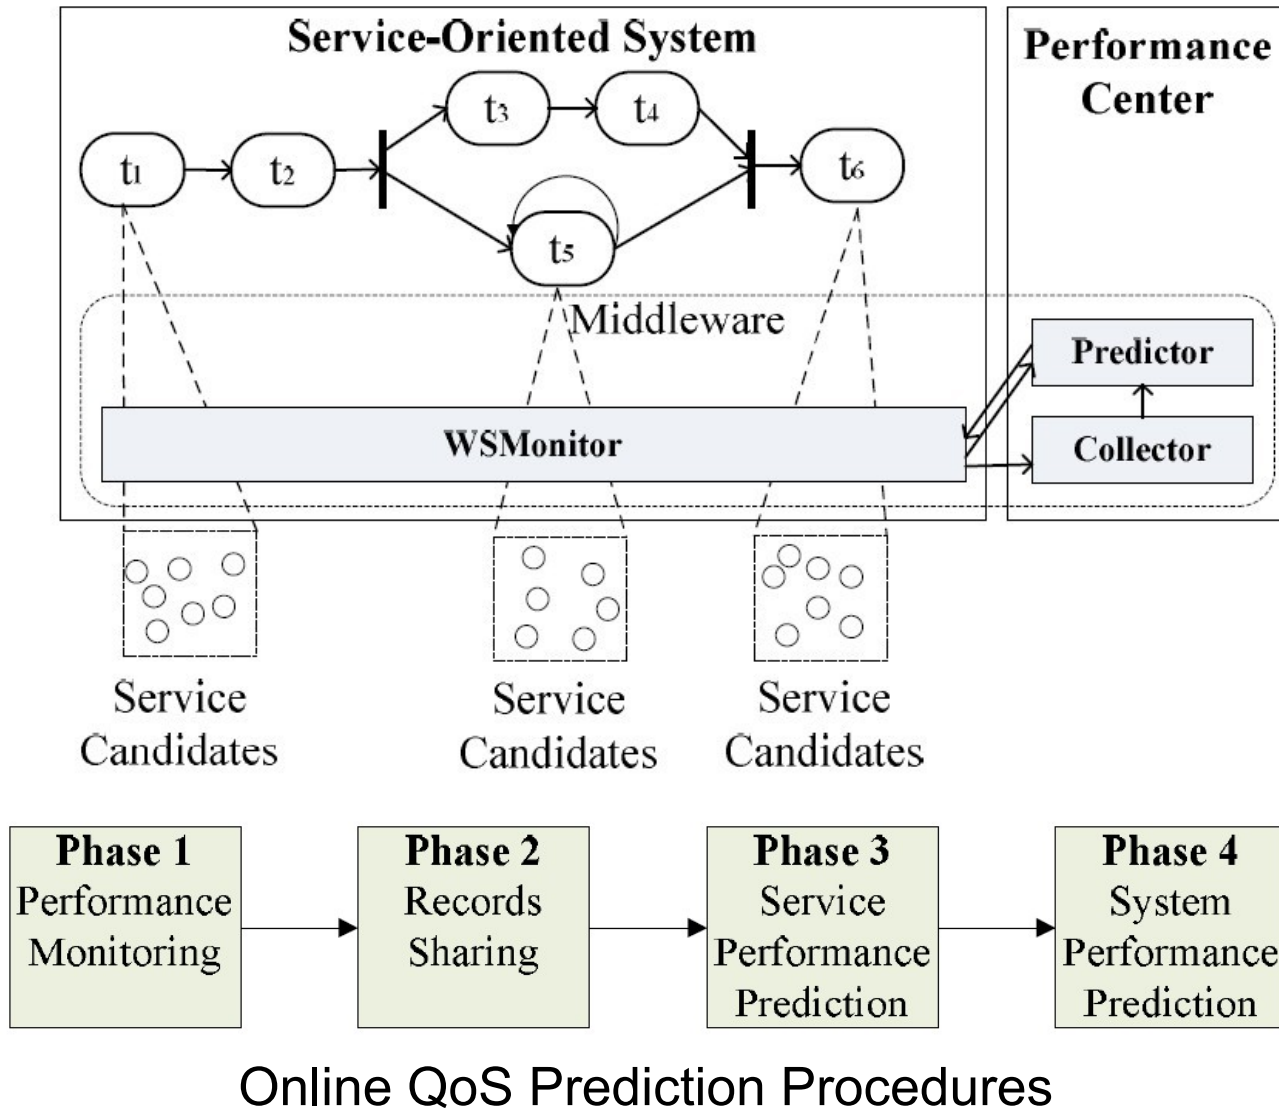 Service-Oriented System
Performance
Center
t3
t4
t1
t2
t6
t5
Middleware
Predictor
WSMonitor
Collector
Service
Candidates
Service
Candidates
Service
Candidates
Phase 1
Performance
Monitoring
Phase 2
Records
Sharing
Phase 3
Service
Performance
Prediction
Phase 4
System
Performance
Prediction
Online QoS Prediction Procedures